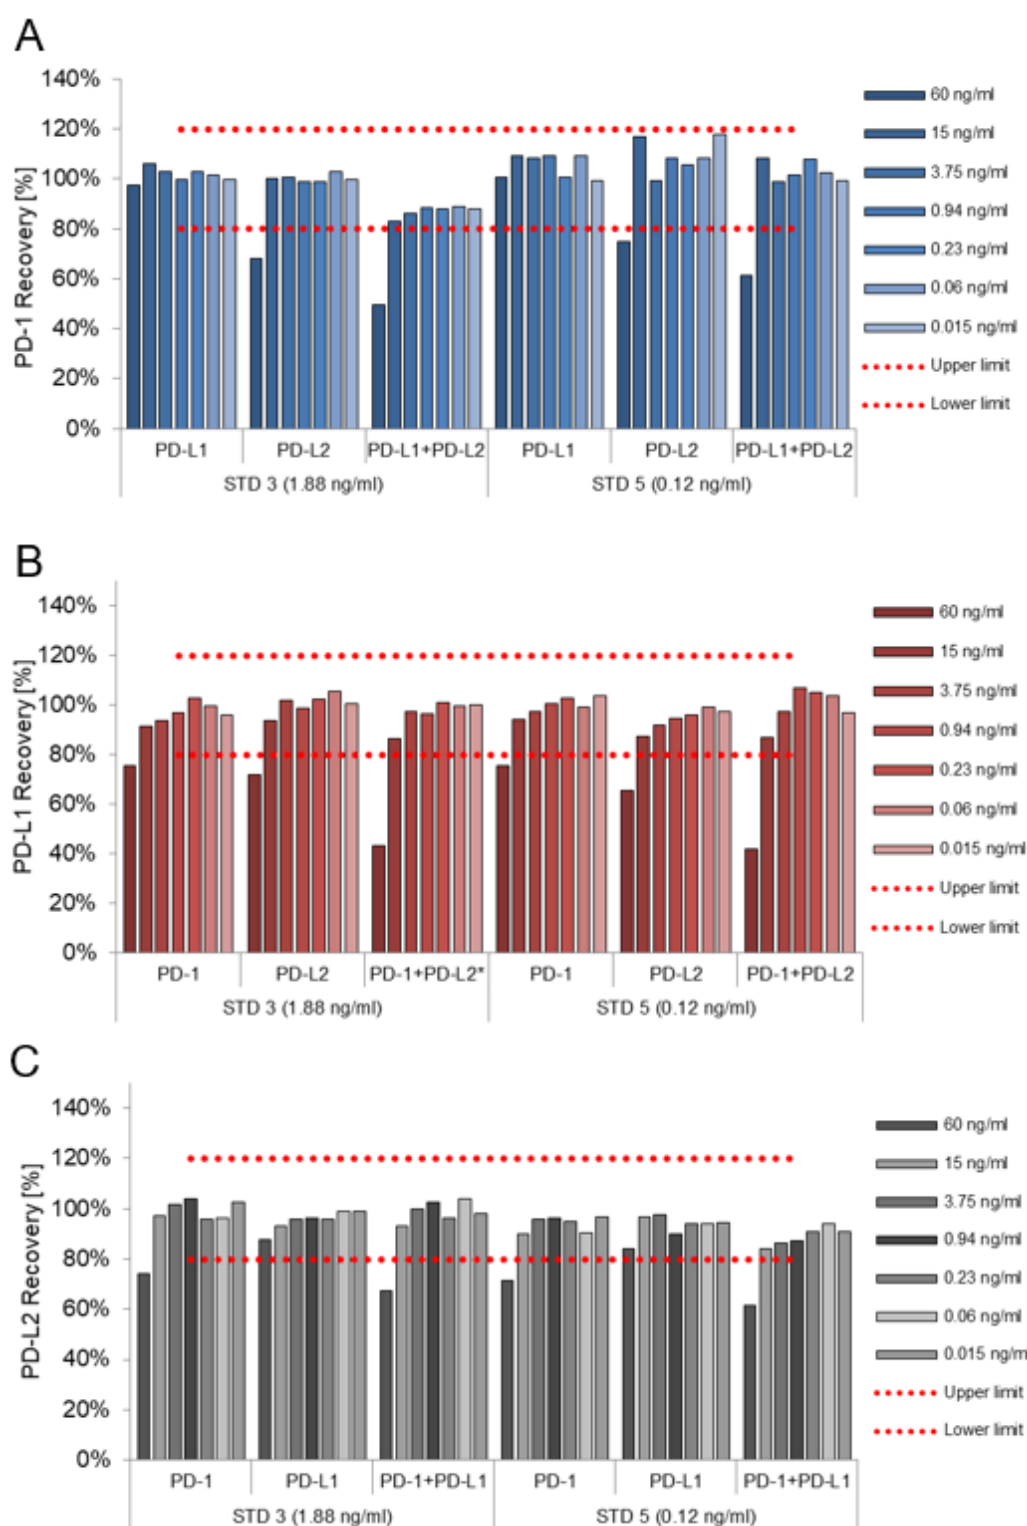 A
PD-1 Recovery [%]
140%
120%
100%
80%
60%
40%
20%
0%
PD-L1 PD-L2 PD-L1+PD-L2 PD-L1 PD-L2 PD-L1+PD-L2
STD 3 (1.88 ng/ml) STD 5 (0.12 ng/ml)
60 ng/ml
15 ng/ml
3.75 ng/ml
0.94 ng/ml
0.23 ng/ml
0.06 ng/ml
0.015 ng/ml
Upper limit
Lower limit
B
PD-L1 Recovery [%]
140%
120%
100%
80%
60%
40%
20%
0%
PD-1 PD-L2 PD-1+PD-L2* PD-1 PD-L2 PD-1+PD-L2
STD 3 (1.88 ng/ml) STD 5 (0.12 ng/ml)
60 ng/ml
15 ng/ml
3.75 ng/ml
0.94 ng/ml
0.23 ng/ml
0.06 ng/ml
0.015 ng/ml
Upper limit
Lower limit
C
PD-L2 Recovery [%]
140%
120%
100%
80%
60%
40%
20%
0%
PD-1 PD-L1 PD-1+PD-L1 PD-1 PD-L1 PD-1+PD-L1
STD 3 (1.88 ng/ml) STD 5 (0.12 ng/ml)
60 ng/ml
15 ng/ml
3.75 ng/ml
0.94 ng/ml
0.23 ng/ml
0.06 ng/ml
0.015 ng/m
Upper limit
Lower limit